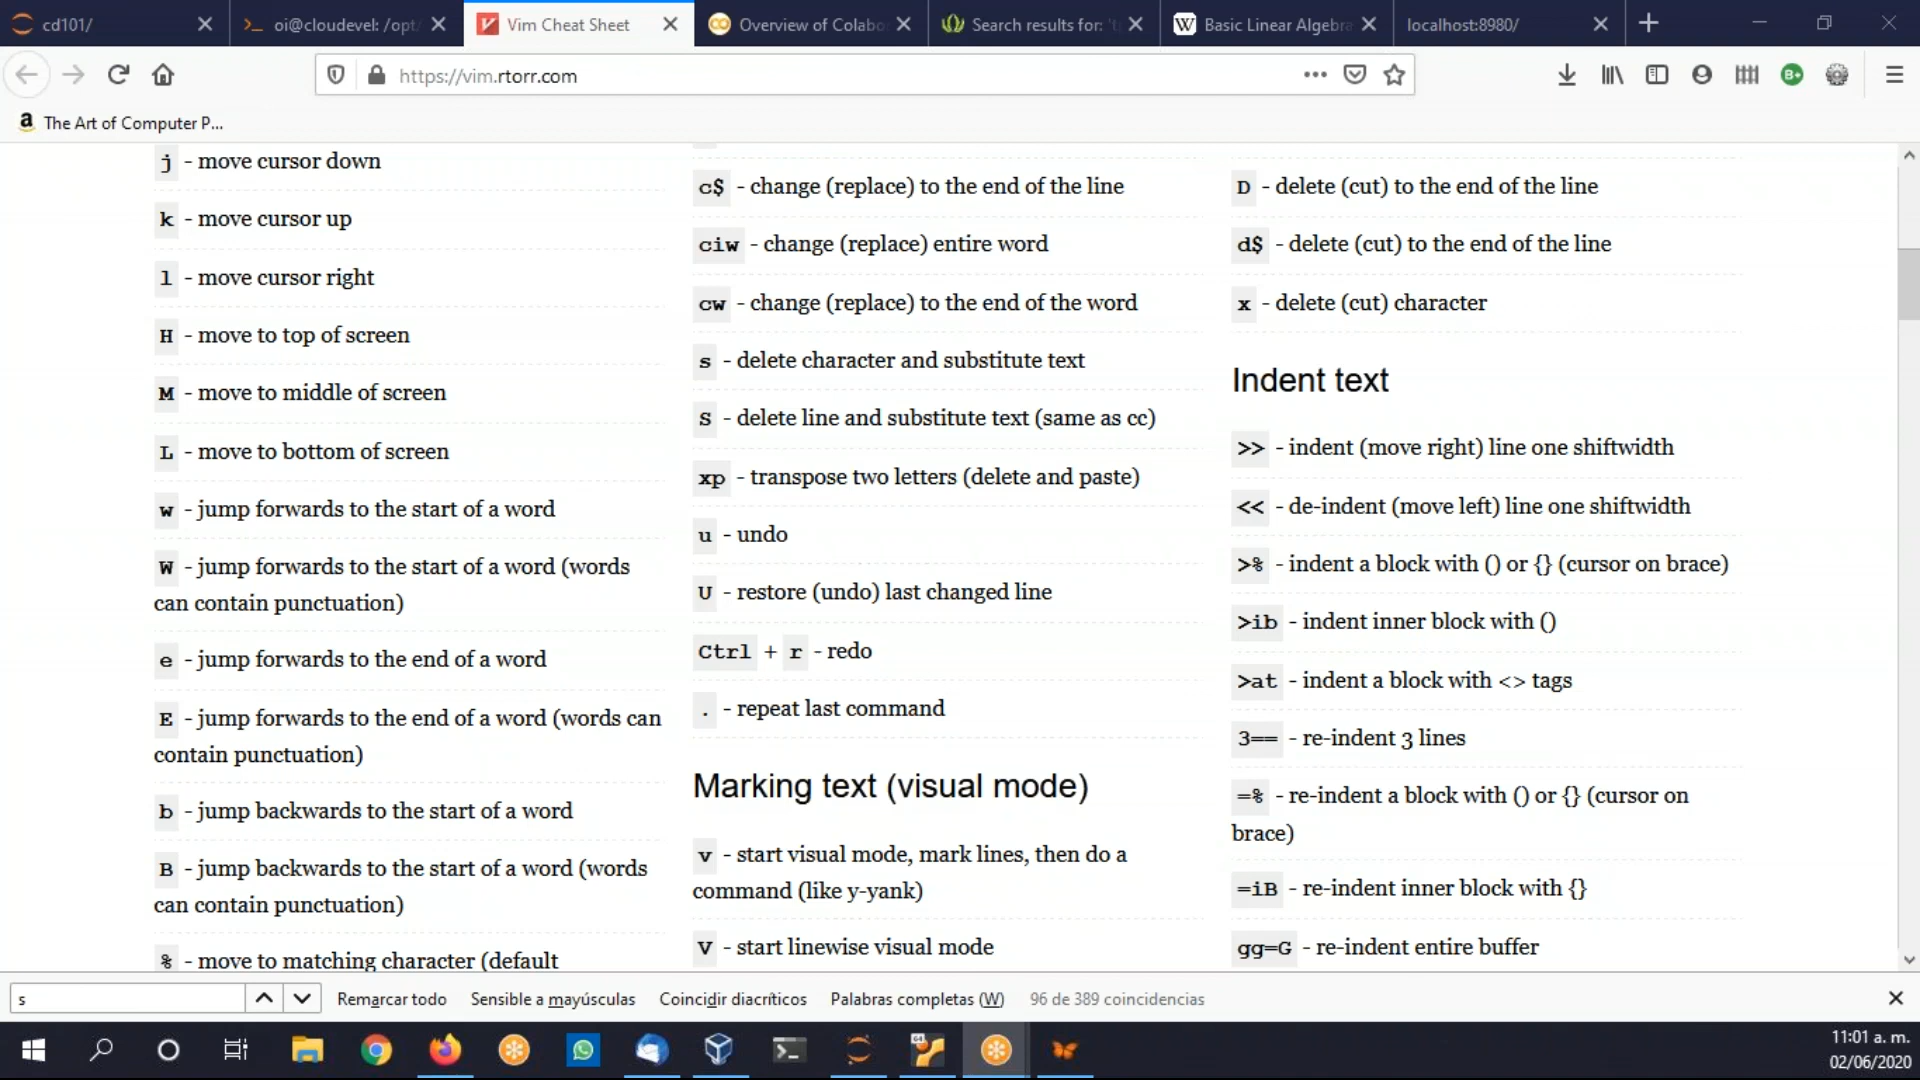 cd101/
oi@cloudevel: /opt/
Vim Cheat Sheet
Overview of Colabo
Search results for: 't
Basic Linear Algebra
localhost:8980/
https://vim.rtorr.com
The Art of Computer P...
j - move cursor down
k - move cursor up
l - move cursor right
H - move to top of screen
M - move to middle of screen
L - move to bottom of screen
w - jump forwards to the start of a word
W - jump forwards to the start of a word (words
can contain punctuation)
e - jump forwards to the end of a word
E - jump forwards to the end of a word (words can
contain punctuation)
b - jump backwards to the start of a word
B - jump backwards to the start of a word (words
can contain punctuation)
% - move to matching character (default
c$ - change (replace) to the end of the line
ciw - change (replace) entire word
cw - change (replace) to the end of the word
s - delete character and substitute text
S - delete line and substitute text (same as cc)
xp - transpose two letters (delete and paste)
u - undo
U - restore (undo) last changed line
Ctrl + r - redo
. - repeat last command
Marking text (visual mode)
v - start visual mode, mark lines, then do a
command (like y-yank)
V - start linewise visual mode
D - delete (cut) to the end of the line
d$ - delete (cut) to the end of the line
x - delete (cut) character
Indent text
>> - indent (move right) line one shiftwidth
<< - de-indent (move left) line one shiftwidth
>% - indent a block with () or {} (cursor on brace)
>ib - indent inner block with ()
>at - indent a block with <> tags
3== - re-indent 3 lines
=% - re-indent a block with () or {} (cursor on
brace)
=iB - re-indent inner block with {}
gg=G - re-indent entire buffer
s
Remarcar todo
Sensible a mayúsculas
Coincidir diacríticos
Palabras completas (W)
96 de 389 coincidencias
11:01 a. m.
02/06/2020